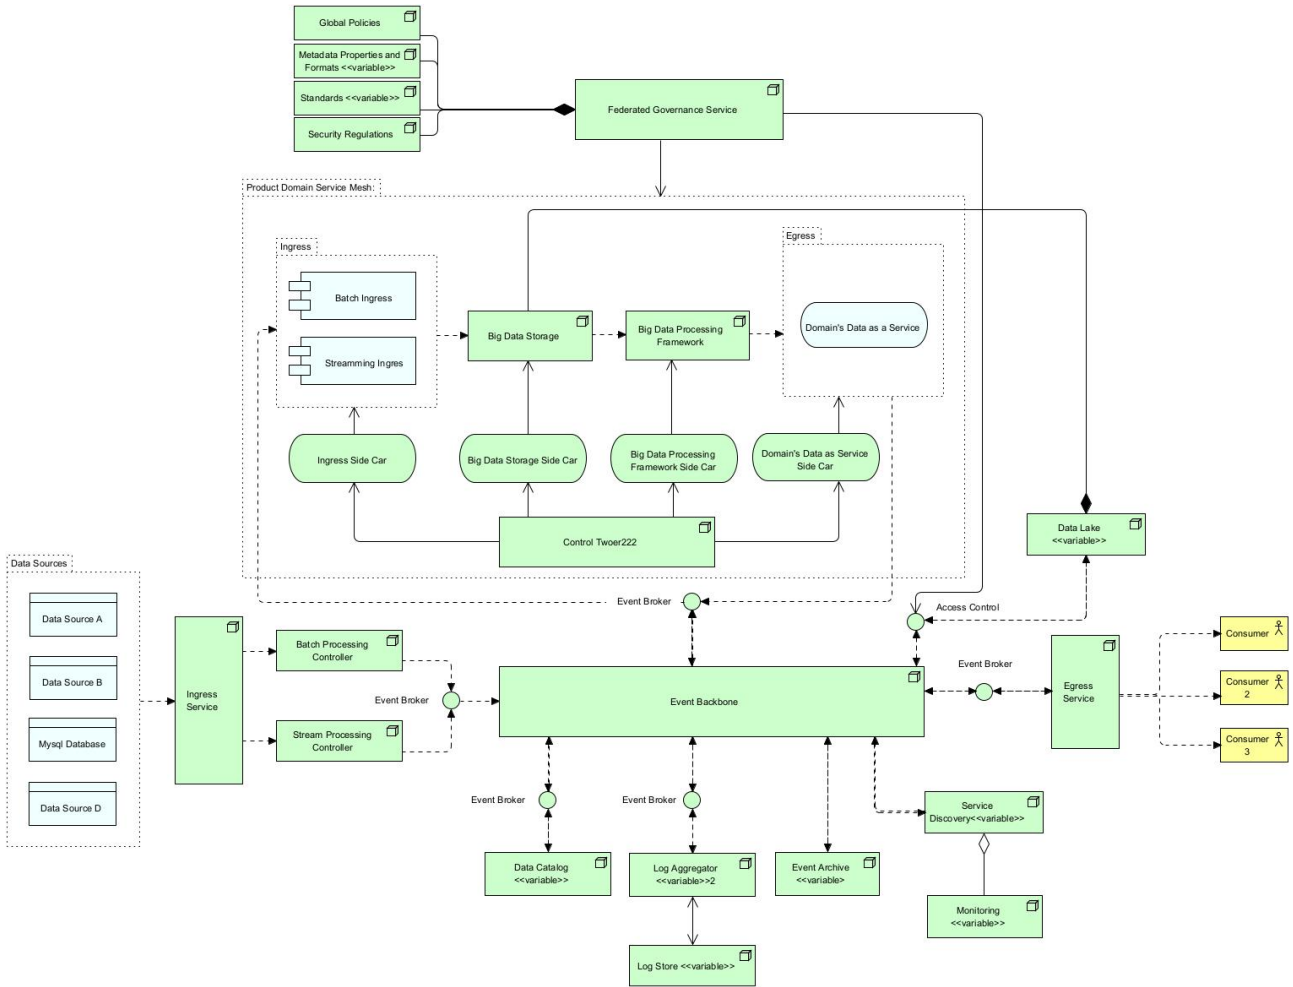 Global Policies
Metadata Properties and
Formats <<variable>>
Standards <<variable>>
Security Regulations
Federated Governance Service
Product Domain Service Mesh:
Ingress
Batch Ingress
Streamming Ingres
Big Data Storage
Big Data Processing
Framework
Egress
Domain's Data as a Service
Ingress Side Car
Big Data Storage Side Car
Big Data Processing
Framework Side Car
Domain's Data as Service
Side Car
Control Twoer222
Data Lake
<<variable>>
Data Sources
Data Source A
Data Source B
Mysql Database
Data Source D
Ingress
Service
Batch Processing
Controller
Stream Processing
Controller
Event Broker
Event Broker
Access Control
Event Backbone
Event Broker
Egress
Service
Consumer
Consumer
2
Consumer
3
Event Broker
Event Broker
Data Catalog
<<variable>>
Log Aggregator
<<variable>>2
Event Archive
<<variable>
Service
Discovery<<variable>>
Monitoring
<<variable>>
Log Store <<variable>>